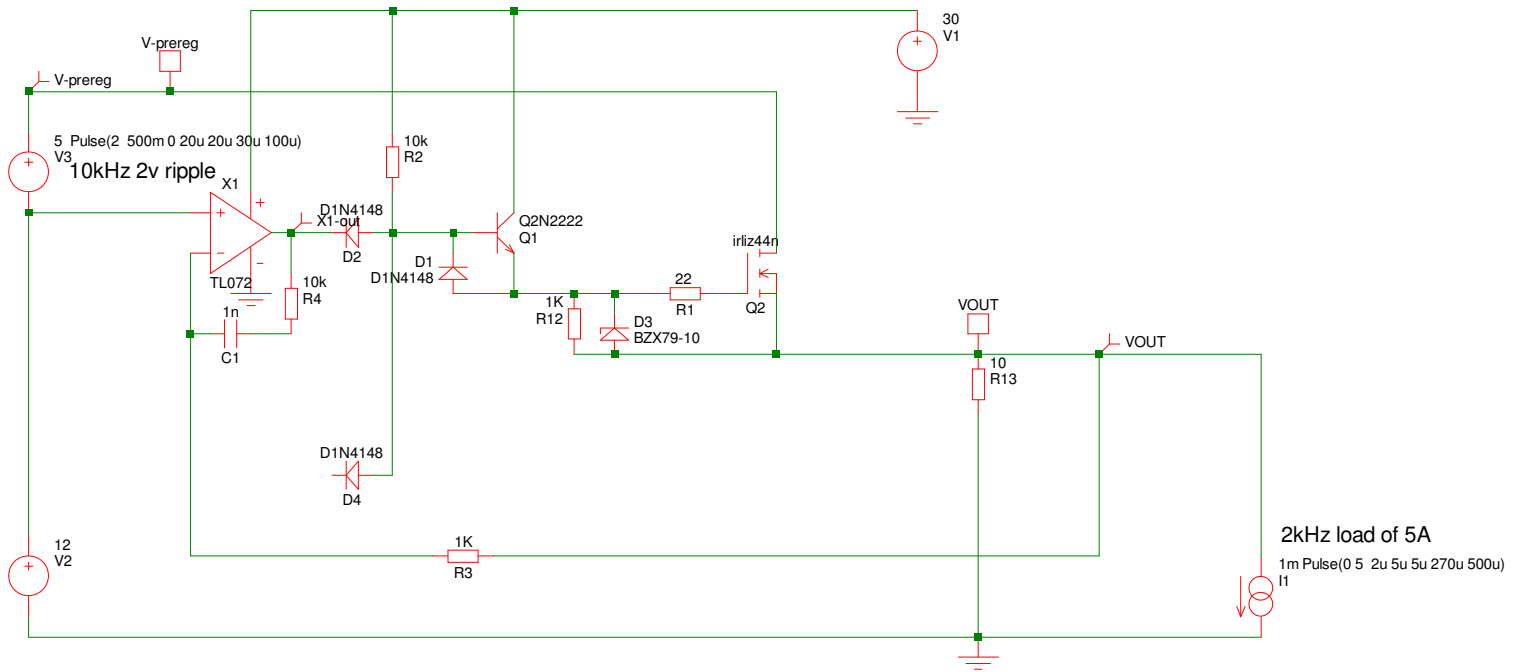 30
V1
V-prereg
V-prereg
5 Pulse(2 500m 0 20u 20u 30u 100u)
V3
10kHz 2v ripple
10k
R2
X1
+
+
+
-
-
TL072
D1N4148
X1-out
D2
Q2N2222
Q1
D1
D1N4148
10k
R4
1n
C1
irliz44n
Q2
22
R1
1K
R12
D3
BZX79-10
VOUT
VOUT
10
R13
D1N4148
D4
1K
R3
12
V2
+
+
2kHz load of 5A
1m Pulse(0 5 2u 5u 5u 270u 500u)
I1